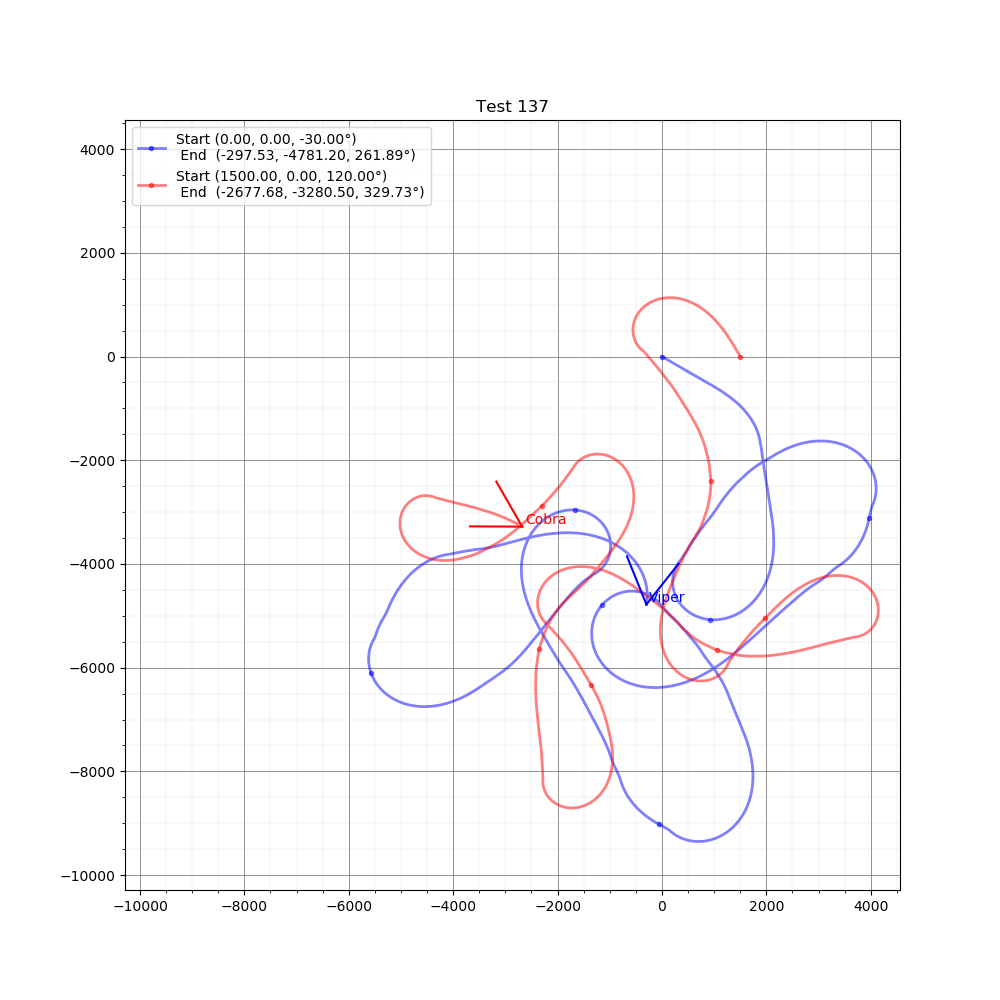 Test 137
Start (0.00, 0.00, -30.00°)
End  (-297.53, -4781.20, 261.89°)
Start (1500.00, 0.00, 120.00°)
End  (-2677.68, -3280.50, 329.73°)
4000
2000
0
−2000
−4000
−6000
−8000
−10000
Cobra
Viper
−10000
−8000
−6000
−4000
−2000
0
2000
4000